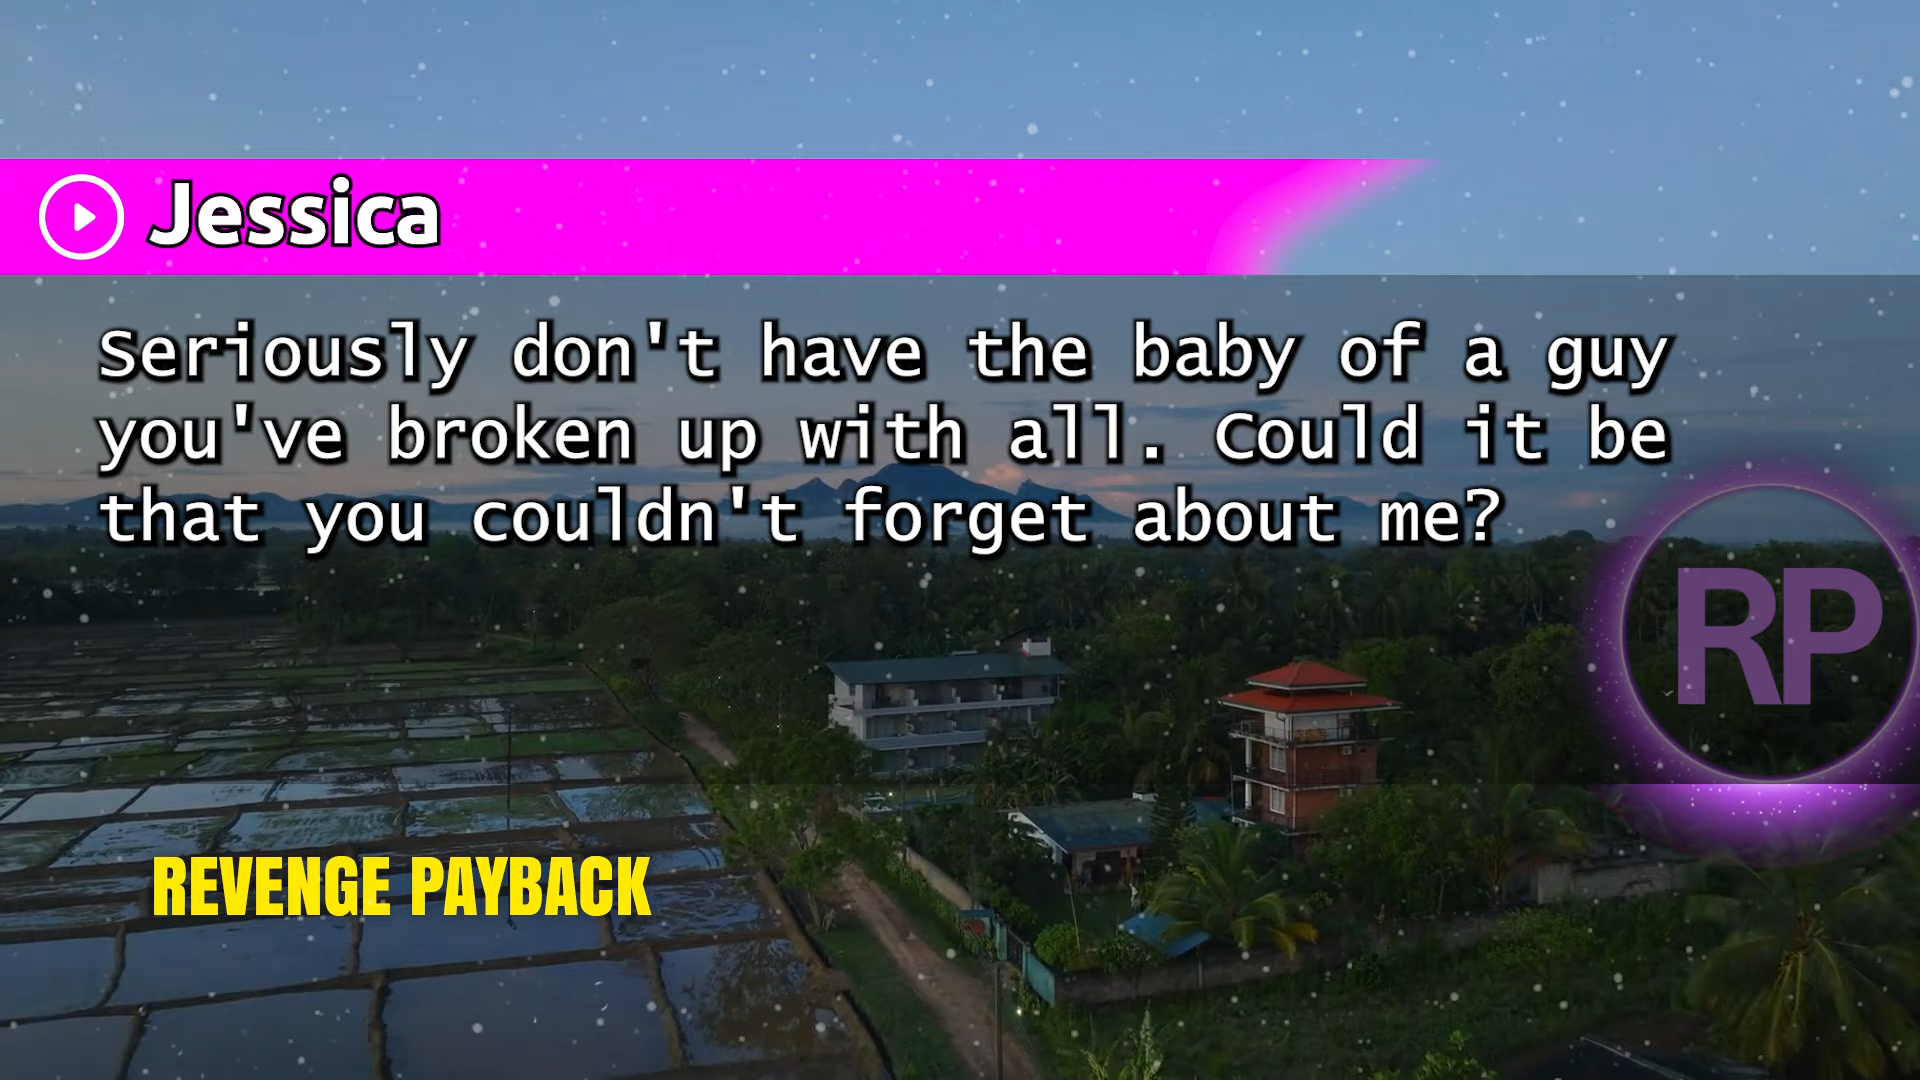 Jessica
Seriously don't have the baby of a guy
you've broken up with all. Could it be
that you couldn't forget about me?
RP
REVENGE PAYBACK